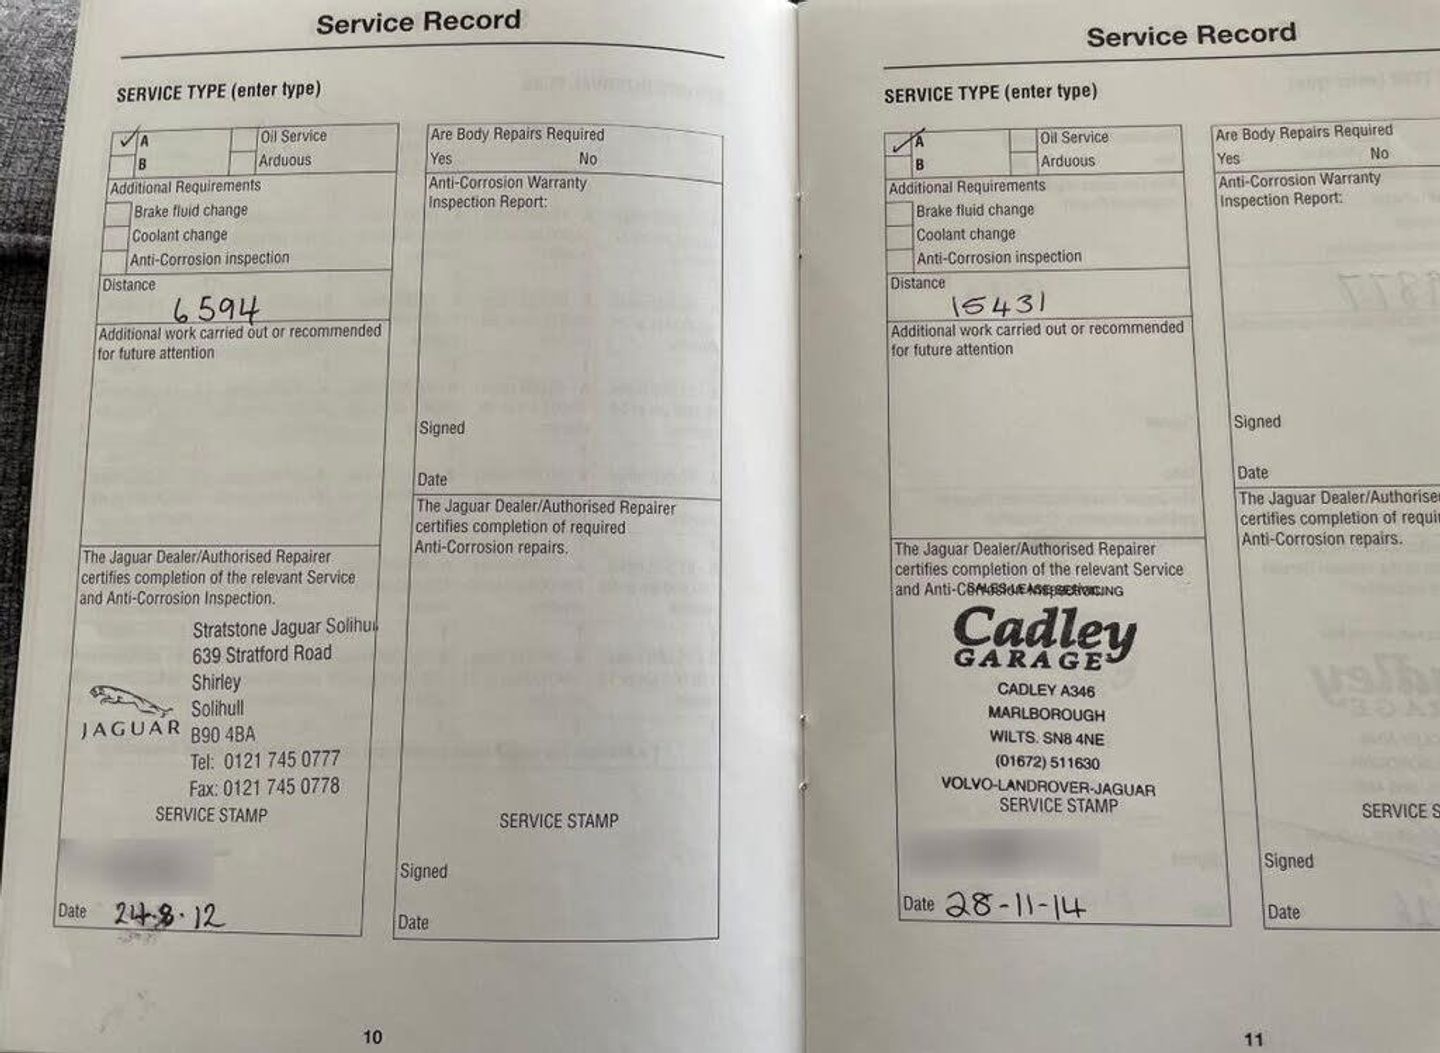 Service Record
SERVICE TYPE (enter type)
A
Oil Service
B
Arduous
Additional Requirements
Brake fluid change
Coolant change
Anti-Corrosion inspection
Distance
6594
Additional work carried out or recommended
for future attention
The Jaguar Dealer/Authorised Repairer
certifies completion of the relevant Service
and Anti-Corrosion Inspection.
Stratstone Jaguar Solihul
639 Stratford Road
Shirley
Solihull
B90 4BA
Tel: 0121 745 0777
Fax: 0121 745 0778
JAGUAR
SERVICE STAMP
Date 24.8.12
Are Body Repairs Required
Yes No
Anti-Corrosion Warranty
Inspection Report:
Signed
Date
The Jaguar Dealer/Authorised Repairer
certifies completion of required
Anti-Corrosion repairs.
SERVICE STAMP
Signed
Date
10
Service Record
SERVICE TYPE (enter type)
A
Oil Service
B
Arduous
Additional Requirements
Brake fluid change
Coolant change
Anti-Corrosion inspection
Distance
15431
Additional work carried out or recommended
for future attention
The Jaguar Dealer/Authorised Repairer
certifies completion of the relevant Service
and Anti-Corrosion
Cadley
GARAGE
CADLEY A346
MARLBOROUGH
WILTS. SN8 4NE
(01672) 511630
VOLVO-LANDROVER-JAGUAR
SERVICE STAMP
Date 28-11-14
Are Body Repairs Required
Yes No
Anti-Corrosion Warranty
Inspection Report:
Signed
Date
The Jaguar Dealer/Authorise
certifies completion of requi
Anti-Corrosion repairs.
SERVICE S
Signed
Date
11